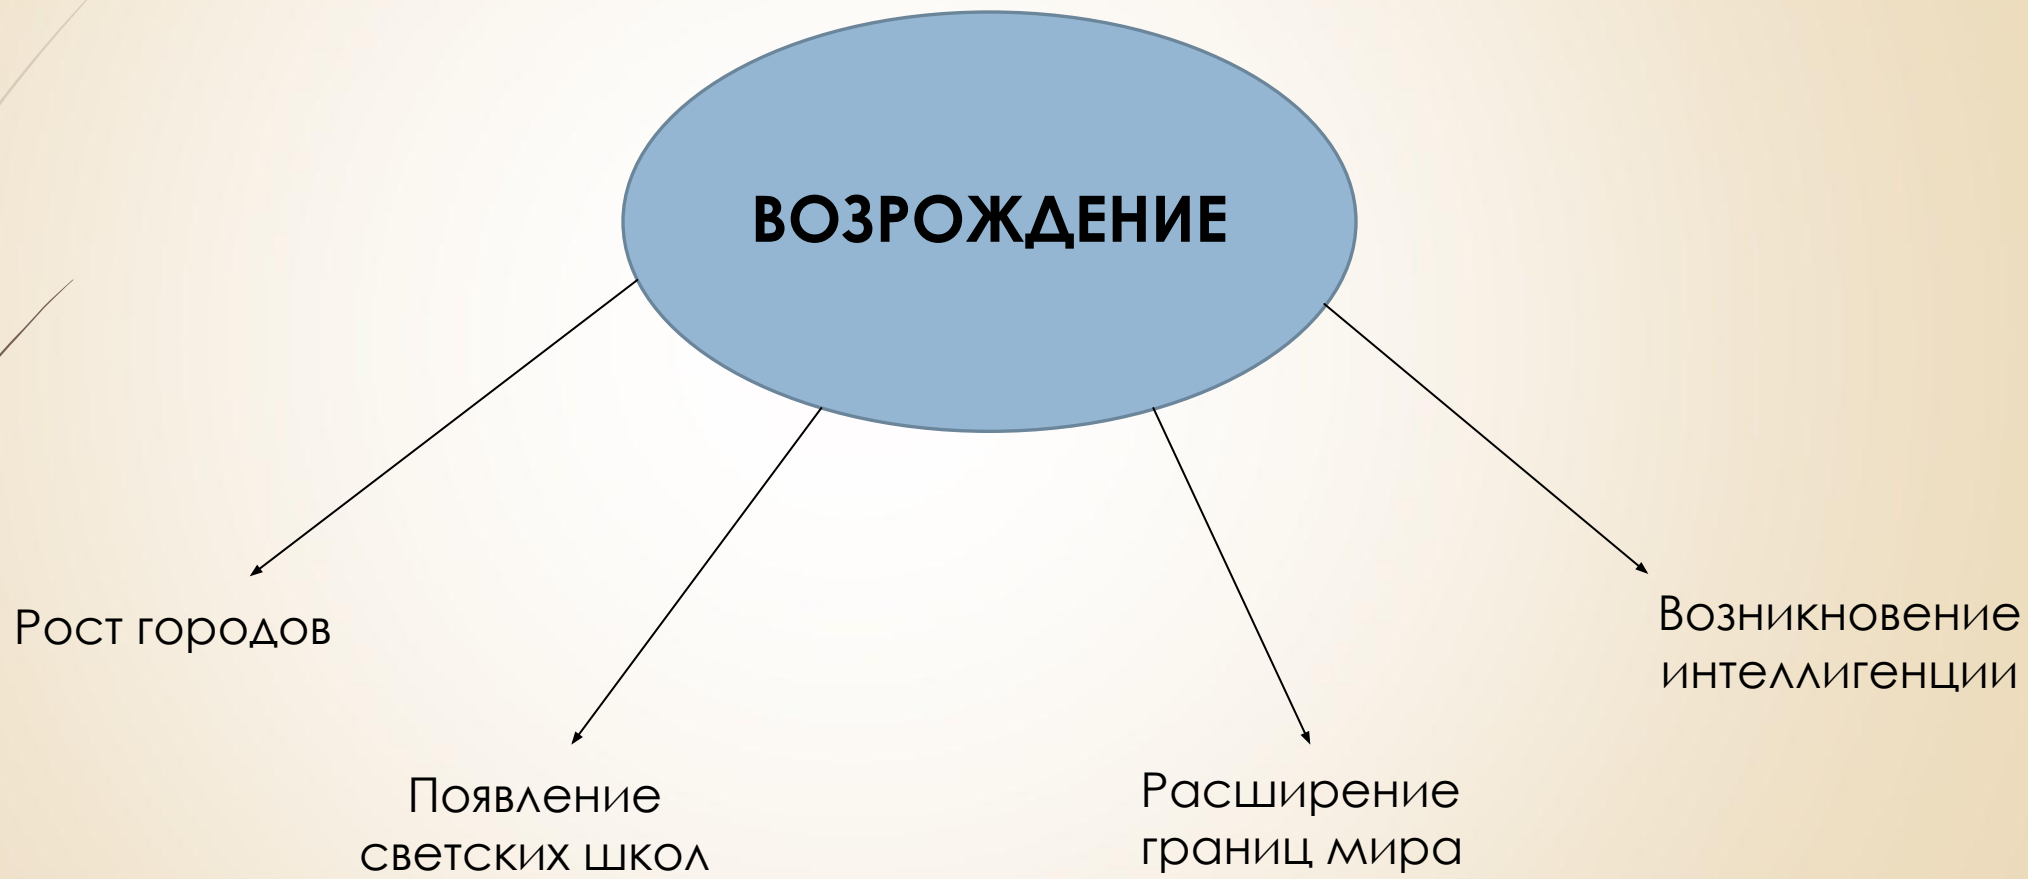 ВОЗРОЖДЕНИЕ
Рост городов
Появление
светских школ
Расширение
границ мира
Возникновение
интеллигенции